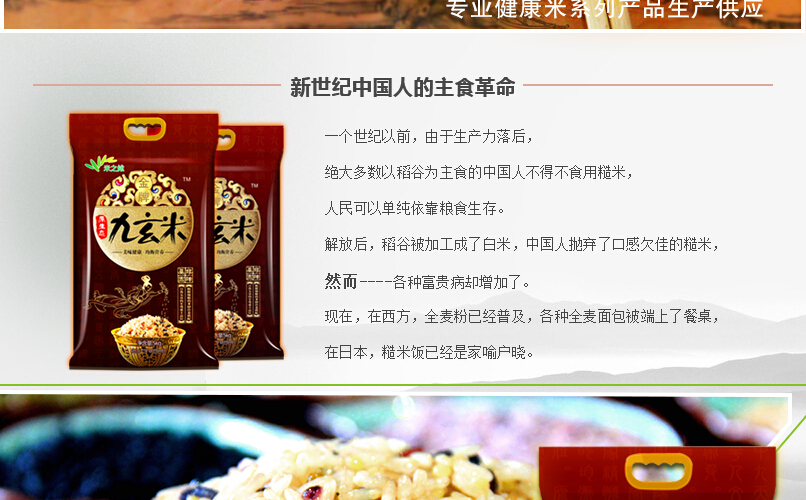 专业健康米系列产品生产供应
新世纪中国人的主食革命
一个世纪以前，由于生产力落后，
绝大多数以稻谷为主食的中国人不得不食用糙米，
人民可以单纯依靠粮食生存。
解放后，稻谷被加工成了白米，中国人抛弃了口感欠佳的糙米，
然而----各种富贵病却增加了。
现在，在西方，全麦粉已经普及，各种全麦面包被端上了餐桌，
在日本，糙米饭已经是家喻户晓。
TM
TM
金牌
九玄米